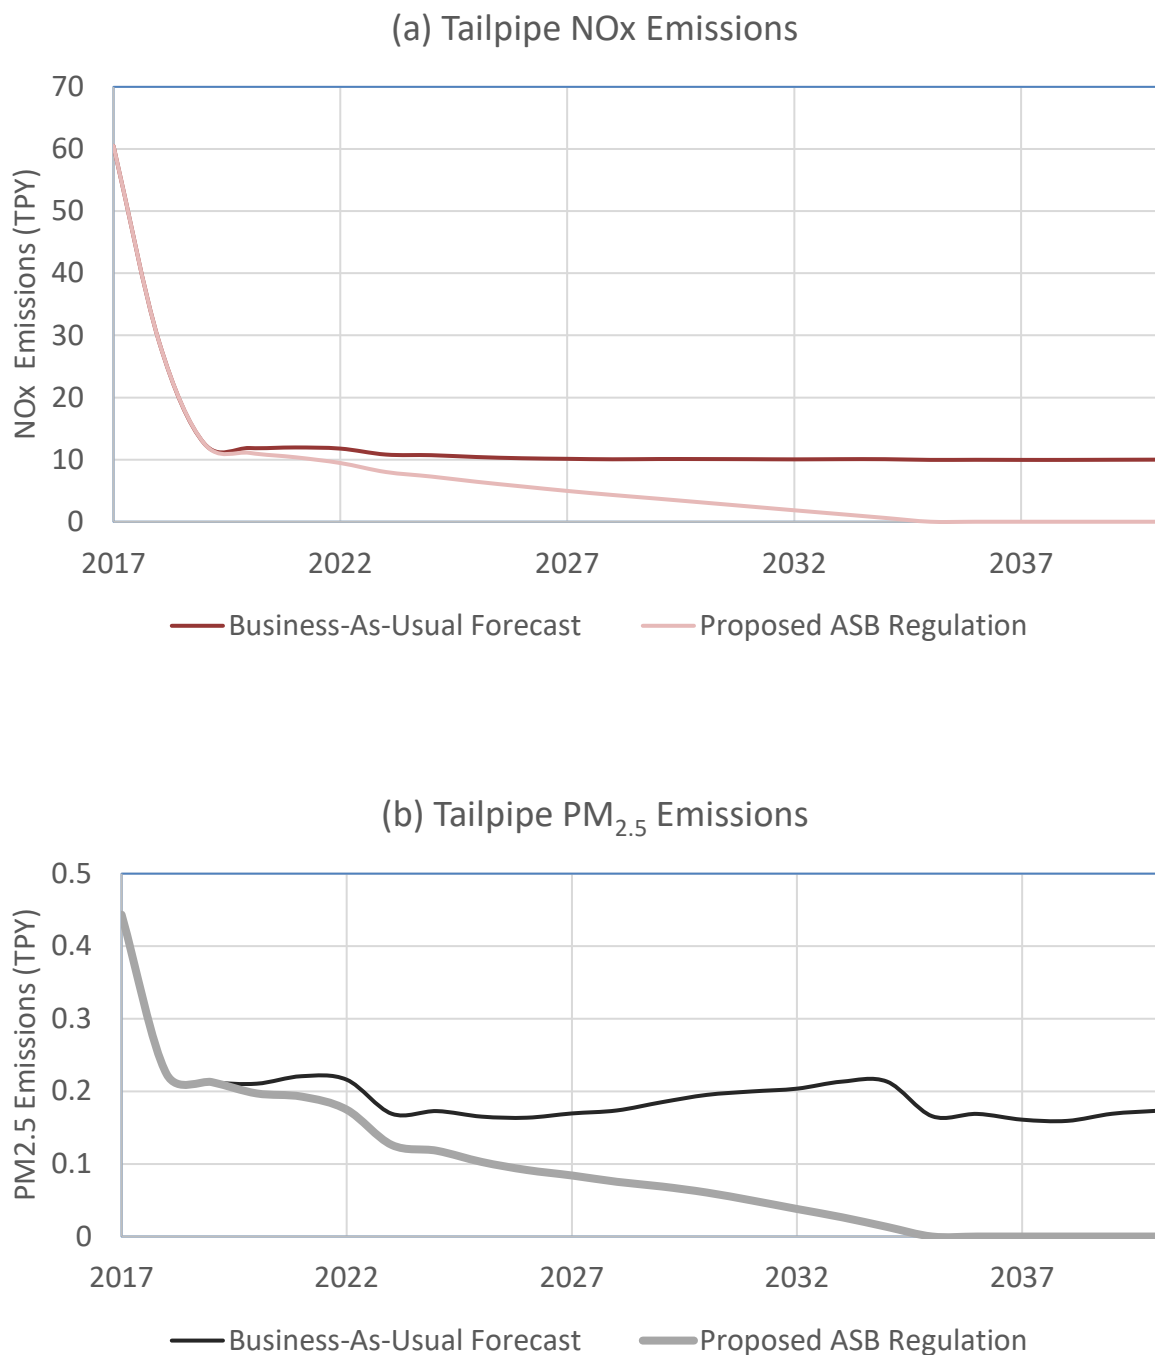 (a) Tailpipe NOx Emissions
NOx Emissions (TPY)
70
60
50
40
30
20
10
0
2017 2022 2027 2032 2037
Business-As-Usual Forecast Proposed ASB Regulation
(b) Tailpipe PM2.5 Emissions
PM2.5 Emissions (TPY)
0.5
0.4
0.3
0.2
0.1
0
2017 2022 2027 2032 2037
Business-As-Usual Forecast Proposed ASB Regulation